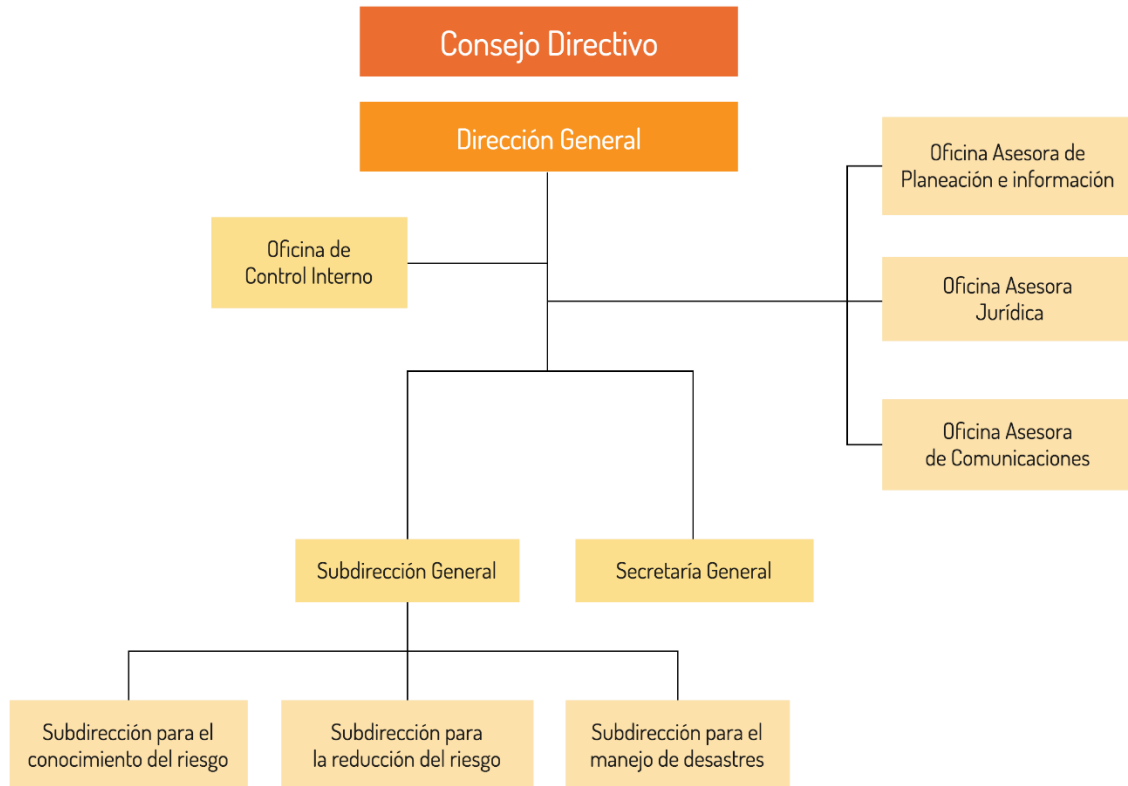 Consejo Directivo
Dirección General
Oficina Asesora de
Planeación e información
Oficina de
Control Interno
Oficina Asesora
Jurídica
Oficina Asesora
de Comunicaciones
Subdirección General
Secretaría General
Subdirección para el
conocimiento del riesgo
Subdirección para
la reducción del riesgo
Subdirección para el
manejo de desastres